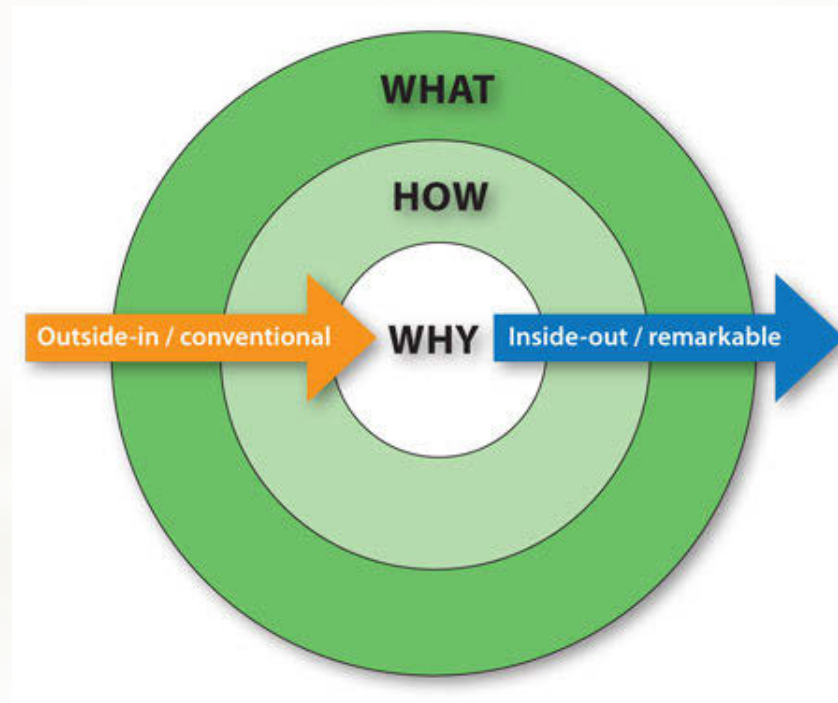 WHAT
HOW
Outside-in / conventional
WHY
Inside-out / remarkable